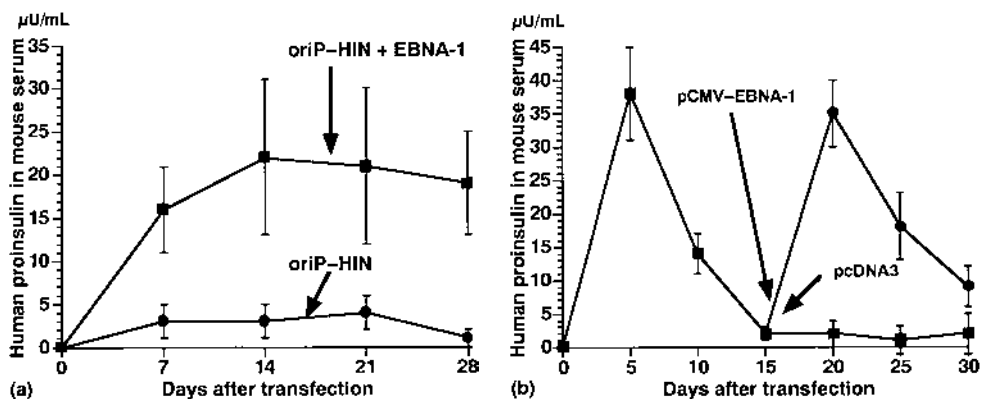 µU/mL
Human proinsulin in mouse serum
35
30
25
20
15
10
5
0
oriP–HIN + EBNA-1
oriP–HIN
0 7 14 21 28
(a) Days after transfection
µU/mL
Human proinsulin in mouse serum
45
40
35
30
25
20
15
10
5
0
pCMV–EBNA-1
pcDNA3
0 5 10 15 20 25 30
(b) Days after transfection